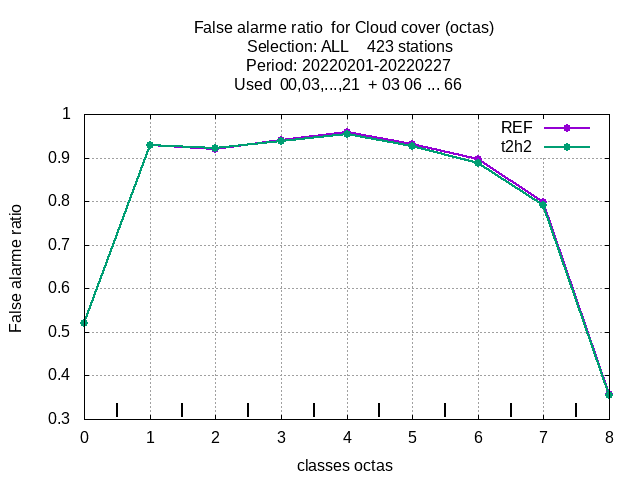 False alarme ratio  for Cloud cover (octas)
Selection: ALL    423 stations
Period: 20220201-20220227
Used  00,03,...,21  + 03 06 ... 66
REF
t2h2
1
0.9
0.8
0.7
0.6
0.5
0.4
0.3
False alarme ratio
0 1 2 3 4 5 6 7 8
classes octas